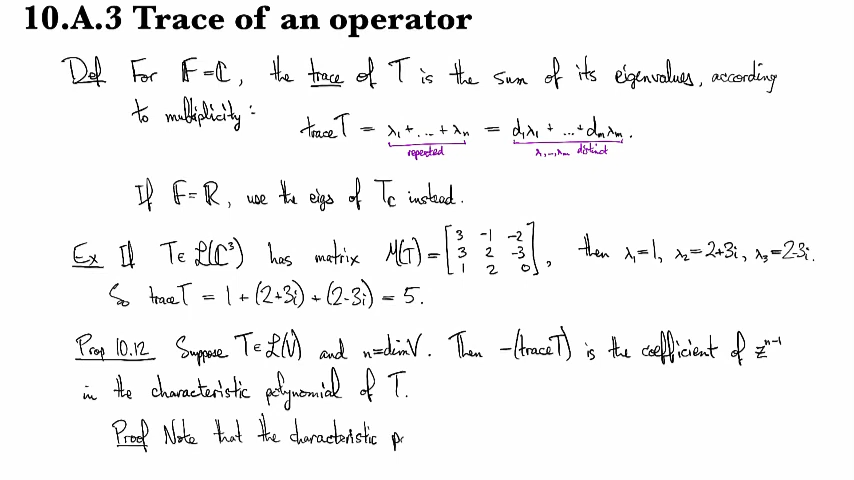 10.A.3 Trace of an operator
Def For F=C, the trace of T is the sum of its eigenvalues, according
to multiplicity: trace T = λ₁ + ... + λₙ = d₁λ₁ + ... + dₘλₘ.
repeated λ₁,...,λₘ distinct
If F=R, use the eigs of T_C instead.
Ex If T∈L(C³) has matrix M(T) = [3 -1 -2; 3 2 -3; 1 2 0], then λ₁=1, λ₂=2+3i, λ₃=2-3i.
So trace T = 1 + (2+3i) + (2-3i) = 5.
Prop 10.12 Suppose T∈L(V) and n=dimV. Then -(trace T) is the coefficient of zⁿ⁻¹
in the characteristic polynomial of T.
Proof Note that the characteristic po